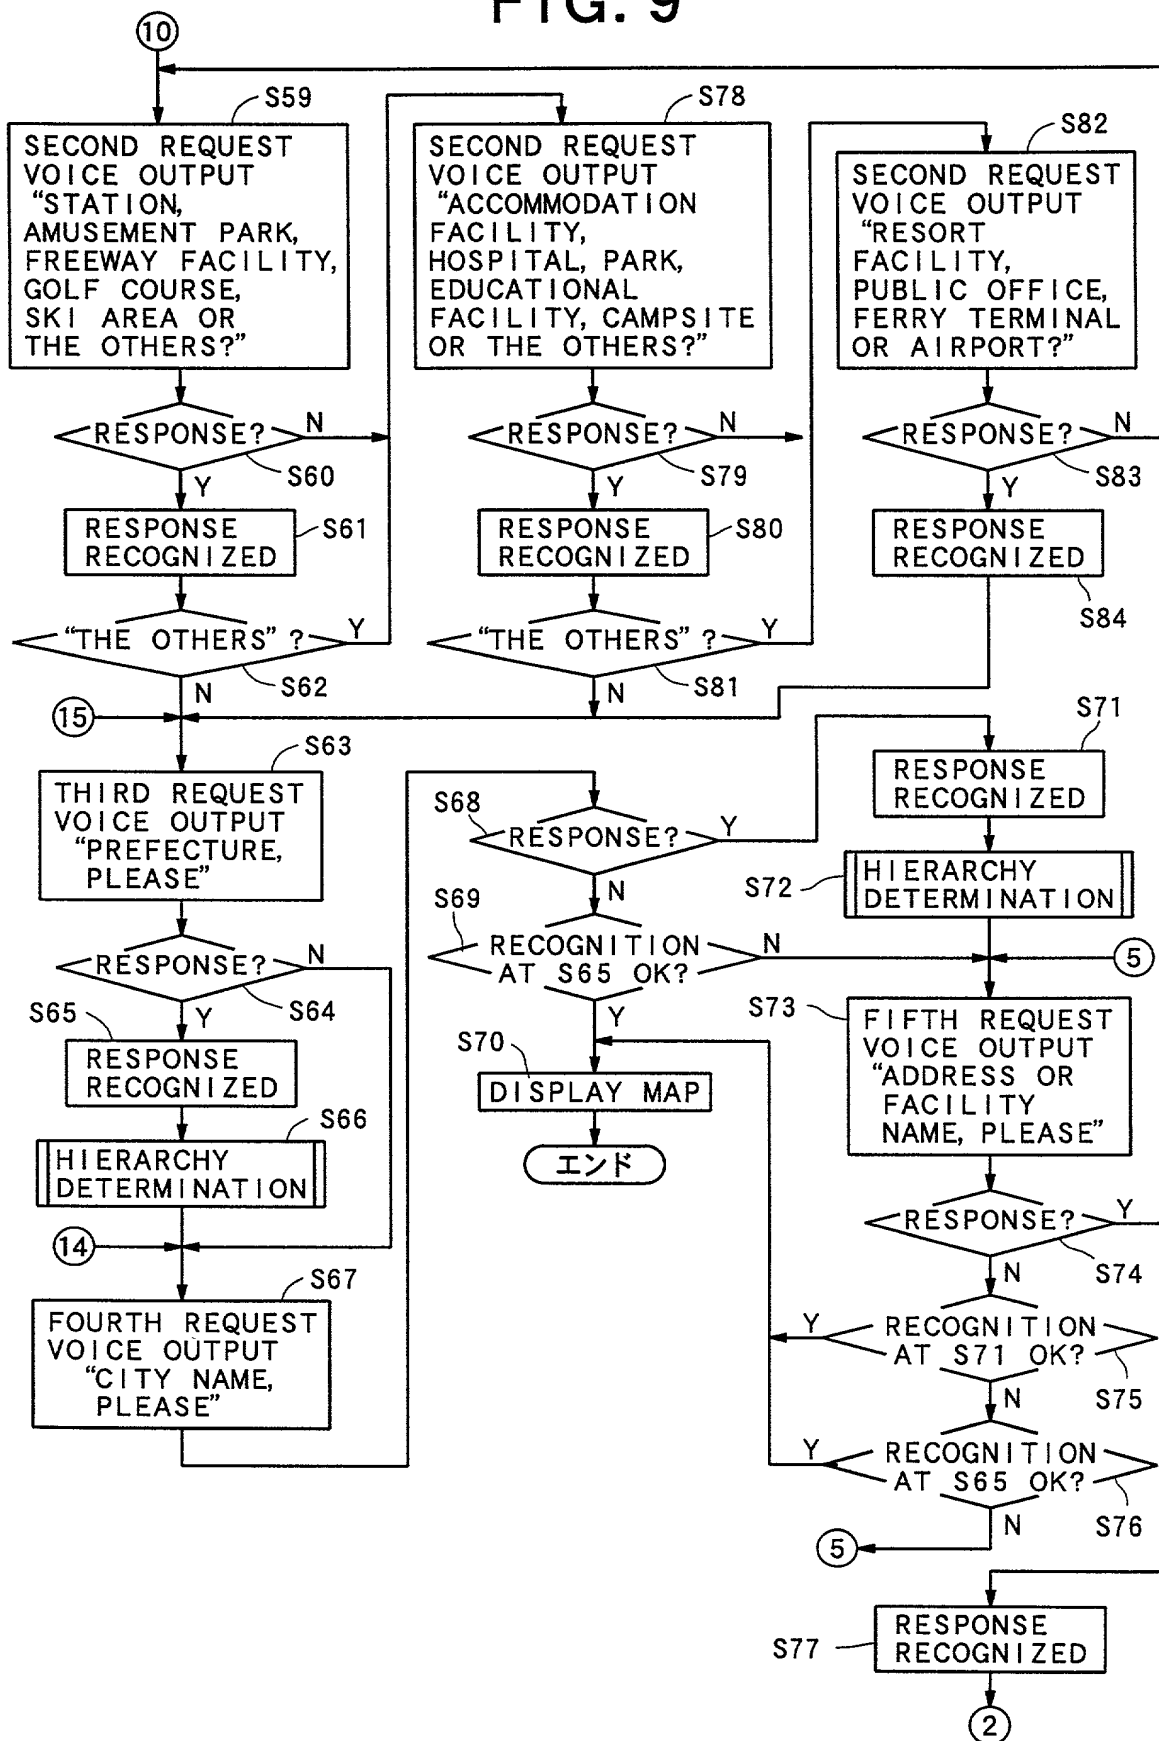 FIG. 9
10
S59
SECOND REQUEST
VOICE OUTPUT
“STATION,
AMUSEMENT PARK,
FREEWAY FACILITY,
GOLF COURSE,
SKI AREA OR
THE OTHERS?”
RESPONSE?
N
S60
Y
RESPONSE
RECOGNIZED
S61
“THE OTHERS”?
Y
S62
N
15
S78
SECOND REQUEST
VOICE OUTPUT
“ACCOMMODATION
FACILITY,
HOSPITAL, PARK,
EDUCATIONAL
FACILITY, CAMPSITE
OR THE OTHERS?”
RESPONSE?
N
S79
Y
RESPONSE
RECOGNIZED
S80
“THE OTHERS”?
Y
S81
N
S82
SECOND REQUEST
VOICE OUTPUT
“RESORT
FACILITY,
PUBLIC OFFICE,
FERRY TERMINAL
OR AIRPORT?”
RESPONSE?
N
S83
Y
RESPONSE
RECOGNIZED
S84
S63
THIRD REQUEST
VOICE OUTPUT
“PREFECTURE,
PLEASE”
RESPONSE?
N
S64
Y
S65
RESPONSE
RECOGNIZED
S66
HIERARCHY
DETERMINATION
14
S67
FOURTH REQUEST
VOICE OUTPUT
“CITY NAME,
PLEASE”
S68
RESPONSE?
Y
N
S69
RECOGNITION
AT S65 OK?
N
Y
S70
DISPLAY MAP
エンド
S71
RESPONSE
RECOGNIZED
S72
HIERARCHY
DETERMINATION
5
S73
FIFTH REQUEST
VOICE OUTPUT
“ADDRESS OR
FACILITY
NAME, PLEASE”
RESPONSE?
Y
S74
N
Y
RECOGNITION
AT S71 OK?
S75
N
Y
RECOGNITION
AT S65 OK?
S76
N
5
S77
RESPONSE
RECOGNIZED
2